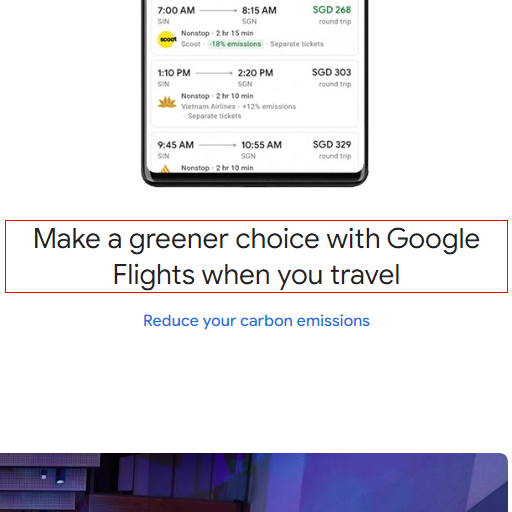 7:00 AM 8:15 AM SGD 268
SIN SGN round trip
Nonstop · 2 hr 15 min
scoot Scoot · -18% emissions · Separate tickets
1:10 PM 2:20 PM SGD 303
SIN SGN round trip
Nonstop · 2 hr 10 min
Vietnam Airlines · +12% emissions
· Separate tickets
9:45 AM 10:55 AM SGD 329
SIN SGN round trip
Nonstop · 2 hr 10 min
Make a greener choice with Google
Flights when you travel
Reduce your carbon emissions